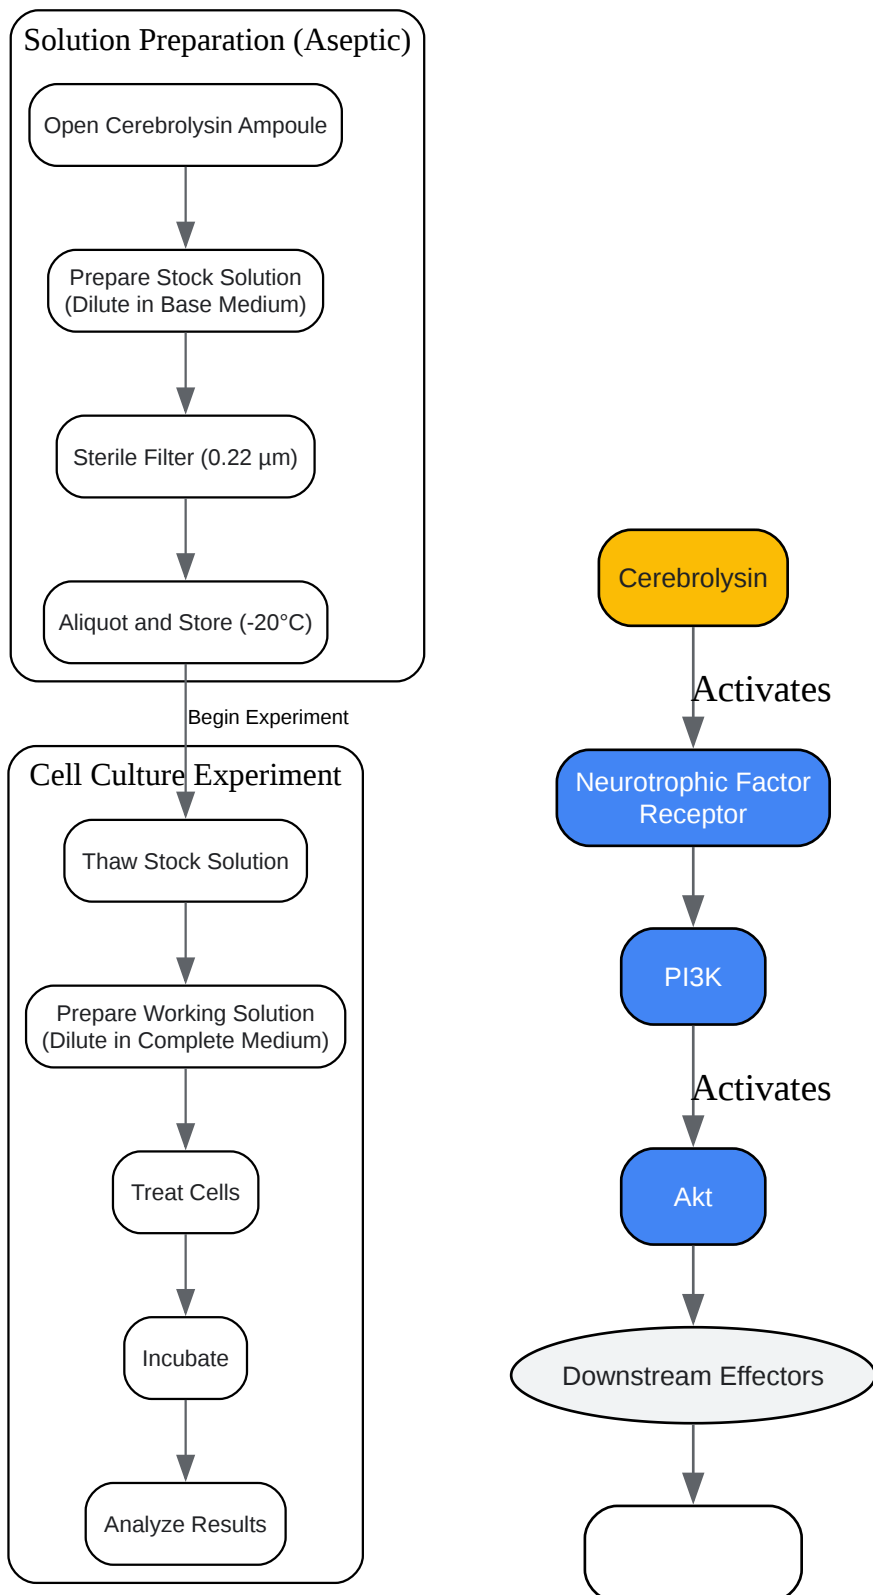 Solution Preparation (Aseptic)
Open Cerebrolysin Ampoule
Prepare Stock Solution
(Dilute in Base Medium)
Sterile Filter (0.22 µm)
Aliquot and Store (-20°C)
Begin Experiment
Cell Culture Experiment
Thaw Stock Solution
Prepare Working Solution
(Dilute in Complete Medium)
Treat Cells
Incubate
Analyze Results
Cerebrolysin
Activates
Neurotrophic Factor
Receptor
PI3K
Activates
Akt
Downstream Effectors